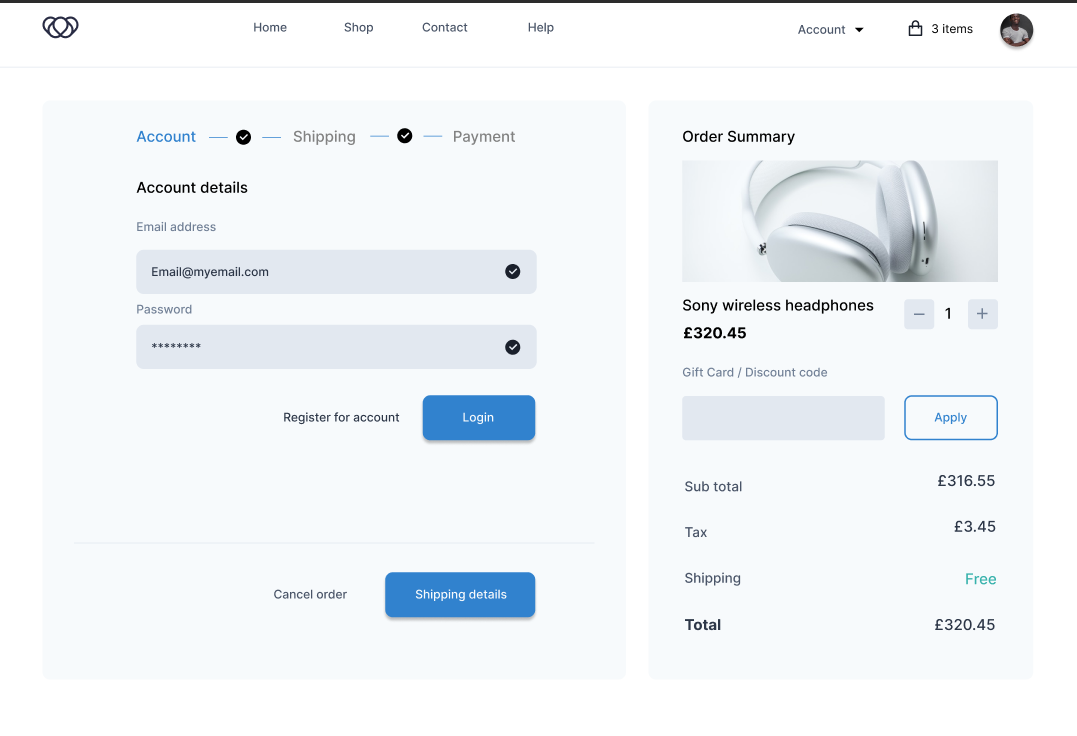 Home Shop Contact Help Account 3 items
Account Shipping Payment
Account details
Email address
Email@myemail.com
Password
********
Register for account Login
Cancel order Shipping details
Order Summary
Sony wireless headphones
£320.45
- 1 +
Gift Card / Discount code
Apply
Sub total £316.55
Tax £3.45
Shipping Free
Total £320.45